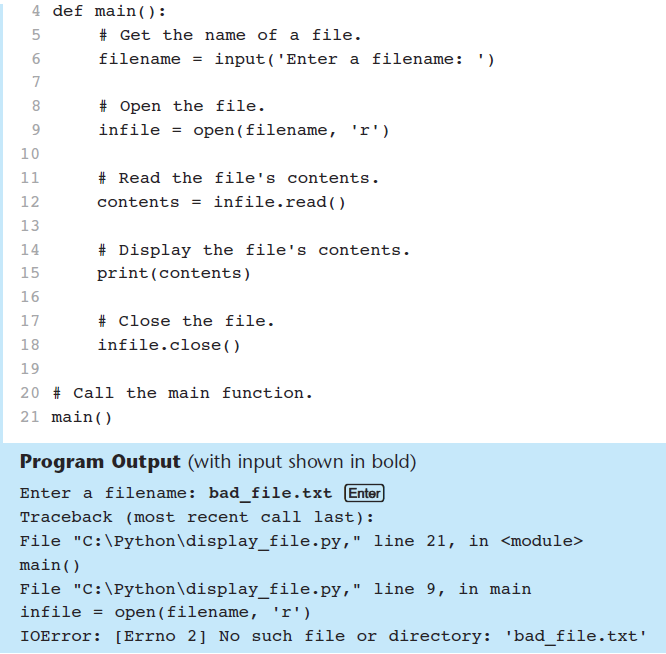 4 def main():
5 # Get the name of a file.
6 filename = input('Enter a filename: ')
7
8 # Open the file.
9 infile = open(filename, 'r')
10
11 # Read the file's contents.
12 contents = infile.read()
13
14 # Display the file's contents.
15 print(contents)
16
17 # Close the file.
18 infile.close()
19
20 # Call the main function.
21 main()
Program Output (with input shown in bold)
Enter a filename: bad_file.txt Enter
Traceback (most recent call last):
File "C:\Python\display_file.py," line 21, in <module>
main()
File "C:\Python\display_file.py," line 9, in main
infile = open(filename, 'r')
IOError: [Errno 2] No such file or directory: 'bad_file.txt'